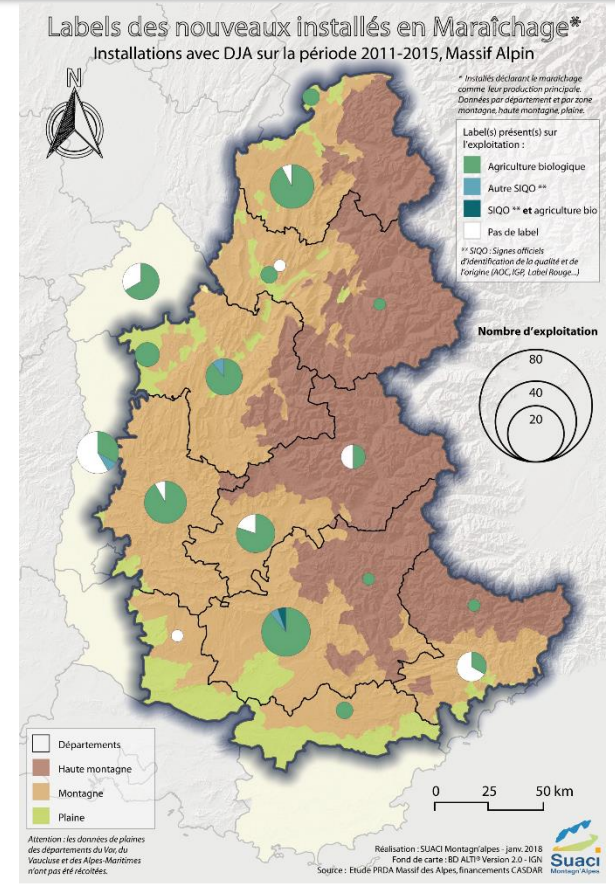 Labels des nouveaux installés en Maraîchage*
Installations avec DJA sur la période 2011-2015, Massif Alpin
N
* Installés déclarant le maraîchage
comme leur production principale.
Données par département et par zone
montagne, haute montagne, plaine.
Label(s) présent(s) sur
l'exploitation :
Agriculture biologique
Autre SIQO **
SIQO ** et agriculture bio
Pas de label
** SIQO : Signes officiels
d'identification de la qualité et de
l'origine (AOC, IGP, Label Rouge...)
Nombre d'exploitation
80
40
20
Départements
Haute montagne
Montagne
Plaine
Attention : les données de plaines
des départements du Var, du
Vaucluse et des Alpes-Maritimes
n'ont pas été récoltées.
0 25 50 km
Réalisation : SUACI Montagn'alpes - janv. 2018
Fond de carte : BD ALTI® Version 2.0 - IGN
Source : Etude PRDA Massif des Alpes, financements CASDAR
Suaci
Montagn'Alpes